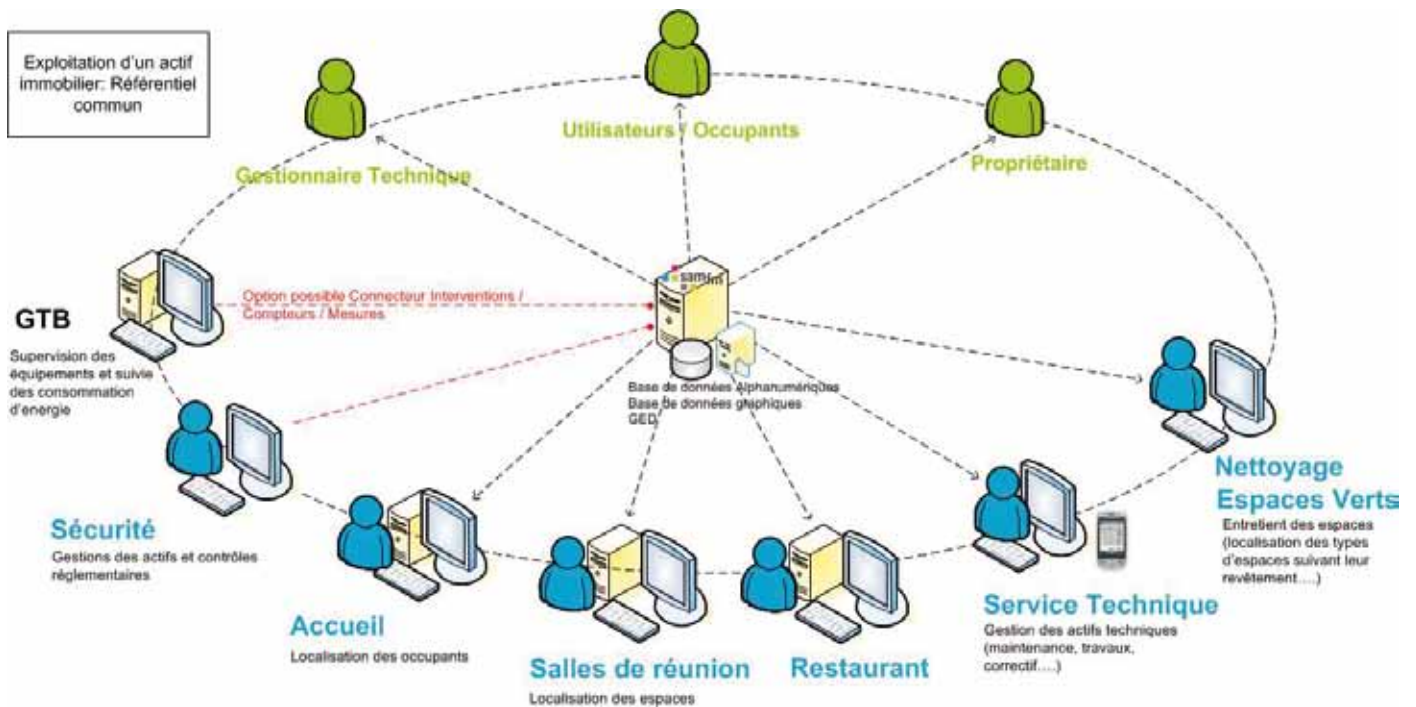 Exploitation d'un actif
immobilier: Référentiel
commun
Utilisateurs / Occupants
Gestionnaire Technique
Propriétaire
Option possible Connecteur Interventions /
Compteurs / Mesures
GTB
Supervision des
équipements et suivie
des consommation
d'energie
Base de données Alphanumériques
Base de données graphiques
GED
Sécurité
Gestions des actifs et contrôles
réglementaires
Accueil
Localisation des occupants
Salles de réunion
Localisation des espaces
Restaurant
Service Technique
Gestion des actifs techniques
(maintenance, travaux,
correctif....)
Nettoyage
Espaces Verts
Entretient des espaces
(localisation des types
d'espaces suivant leur
revêtement....)